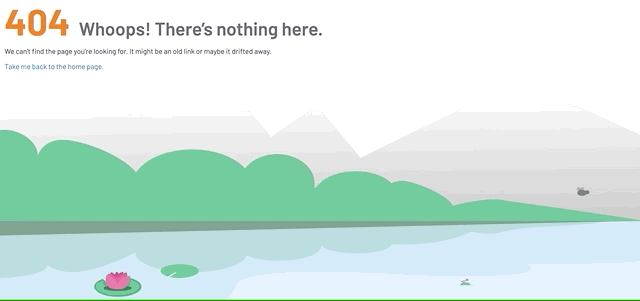 404 Whoops! There’s nothing here.
We can't find the page you're looking for. It might be an old link or maybe it drifted away.
Take me back to the home page.